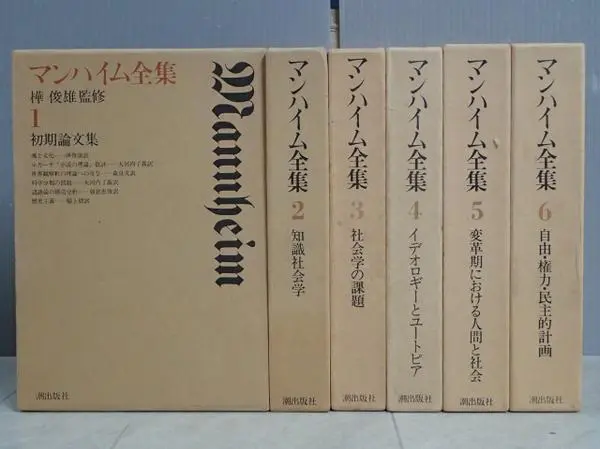 マンハイム全集
樺 俊雄 監修
1
初期論文集
Mannheim
潮出版社
マンハイム全集
2
知識社会学
潮出版社
マンハイム全集
3
社会学の課題
潮出版社
マンハイム全集
4
イデオロギーとユートピア
潮出版社
マンハイム全集
5
変革期における人間と社会
潮出版社
マンハイム全集
6
自由・権力・民主的計画
潮出版社